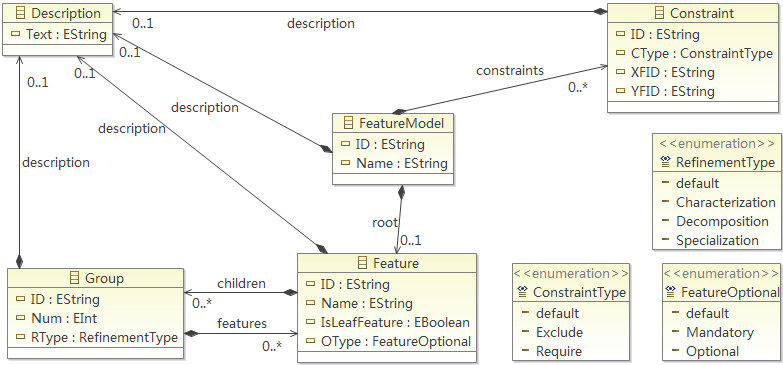 Description
Text : EString
0..1
description
Constraint
ID : EString
CType : ConstraintType
XFID : EString
YFID : EString
0..1
0..1
0..1
constraints
0..*
description
description
description
FeatureModel
ID : EString
Name : EString
<<enumeration>>
RefinementType
default
Characterization
Decomposition
Specialization
root
0..1
Group
ID : EString
Num : EInt
RType : RefinementType
children
0..*
features
0..*
Feature
ID : EString
Name : EString
IsLeafFeature : EBoolean
OType : FeatureOptional
<<enumeration>>
ConstraintType
default
Exclude
Require
<<enumeration>>
FeatureOptional
default
Mandatory
Optional